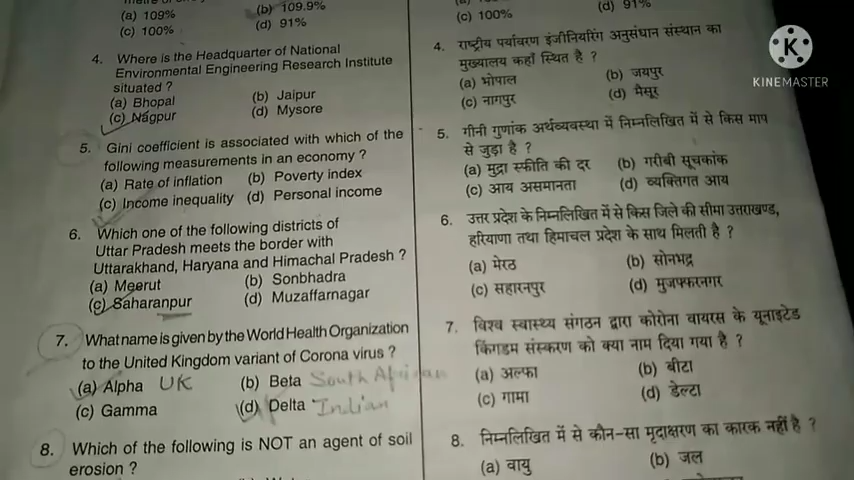 (a) 109%
(b) 109.9%
(c) 100%
(d) 91%
4. Where is the Headquarter of National
Environmental Engineering Research Institute
situated ?
(a) Bhopal (b) Jaipur
(c) Nagpur (d) Mysore
5. Gini coefficient is associated with which of the
following measurements in an economy ?
(a) Rate of inflation (b) Poverty index
(c) Income inequality (d) Personal income
6. Which one of the following districts of
Uttar Pradesh meets the border with
Uttarakhand, Haryana and Himachal Pradesh ?
(a) Meerut (b) Sonbhadra
(c) Saharanpur (d) Muzaffarnagar
7. What name is given by the World Health Organization
to the United Kingdom variant of Corona virus ?
(a) Alpha UK (b) Beta South African
(c) Gamma (d) Delta Indian
8. Which of the following is NOT an agent of soil
erosion ?
(c) 100% (d) 91%
4. राष्ट्रीय पर्यावरण इंजीनियरिंग अनुसंधान संस्थान का
मुख्यालय कहाँ स्थित है ?
(a) भोपाल (b) जयपुर
(c) नागपुर (d) मैसूर
5. गीनी गुणांक अर्थव्यवस्था में निम्नलिखित में से किस माप
से जुड़ा है ?
(a) मुद्रा स्फीति की दर (b) गरीबी सूचकांक
(c) आय असमानता (d) व्यक्तिगत आय
6. उत्तर प्रदेश के निम्नलिखित में से किस जिले की सीमा उत्तराखण्ड,
हरियाणा तथा हिमाचल प्रदेश के साथ मिलती है ?
(a) मेरठ (b) सोनभद्र
(c) सहारनपुर (d) मुजफ्फरनगर
7. विश्व स्वास्थ्य संगठन द्वारा कोरोना वायरस के यूनाइटेड
किंगडम संस्करण को क्या नाम दिया गया है ?
(a) अल्फा (b) बीटा
(c) गामा (d) डेल्टा
8. निम्नलिखित में से कौन-सा मृदाक्षरण का कारक नहीं है ?
(a) वायु (b) जल
K
KINEMASTER